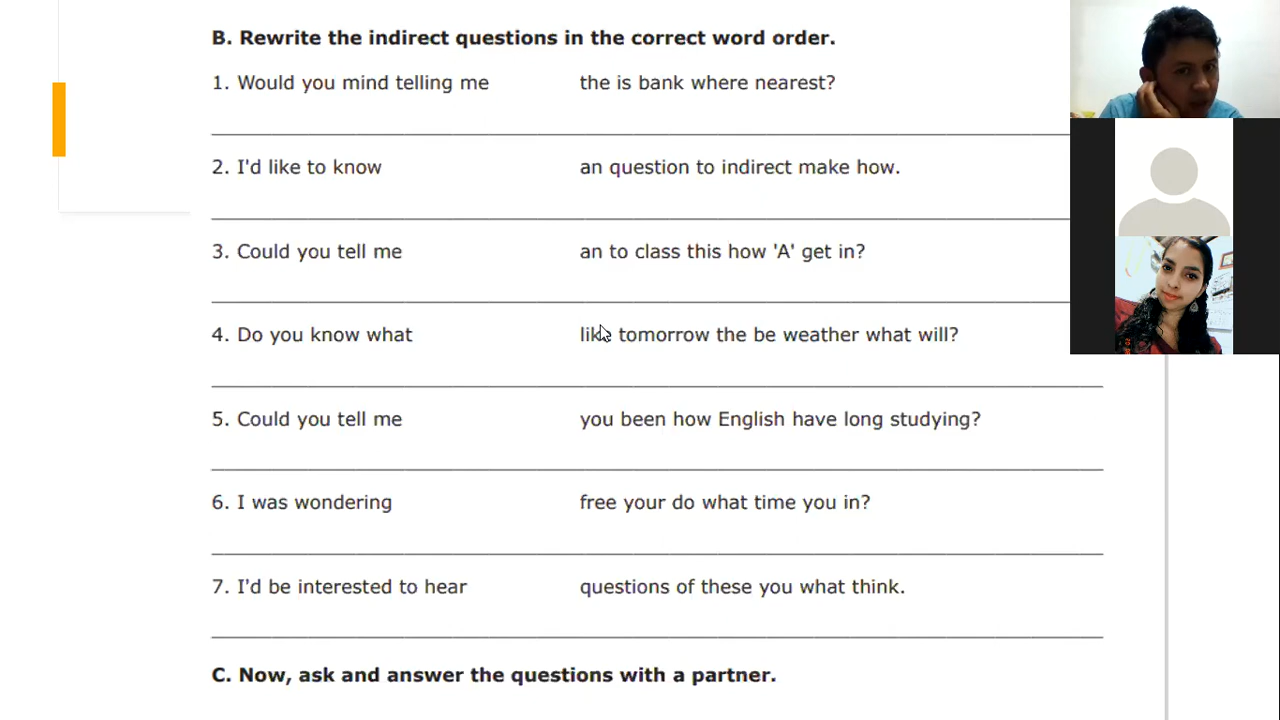 B. Rewrite the indirect questions in the correct word order.
1. Would you mind telling me the is bank where nearest?
2. I'd like to know an question to indirect make how.
3. Could you tell me an to class this how 'A' get in?
4. Do you know what like tomorrow the be weather what will?
5. Could you tell me you been how English have long studying?
6. I was wondering free your do what time you in?
7. I'd be interested to hear questions of these you what think.
C. Now, ask and answer the questions with a partner.